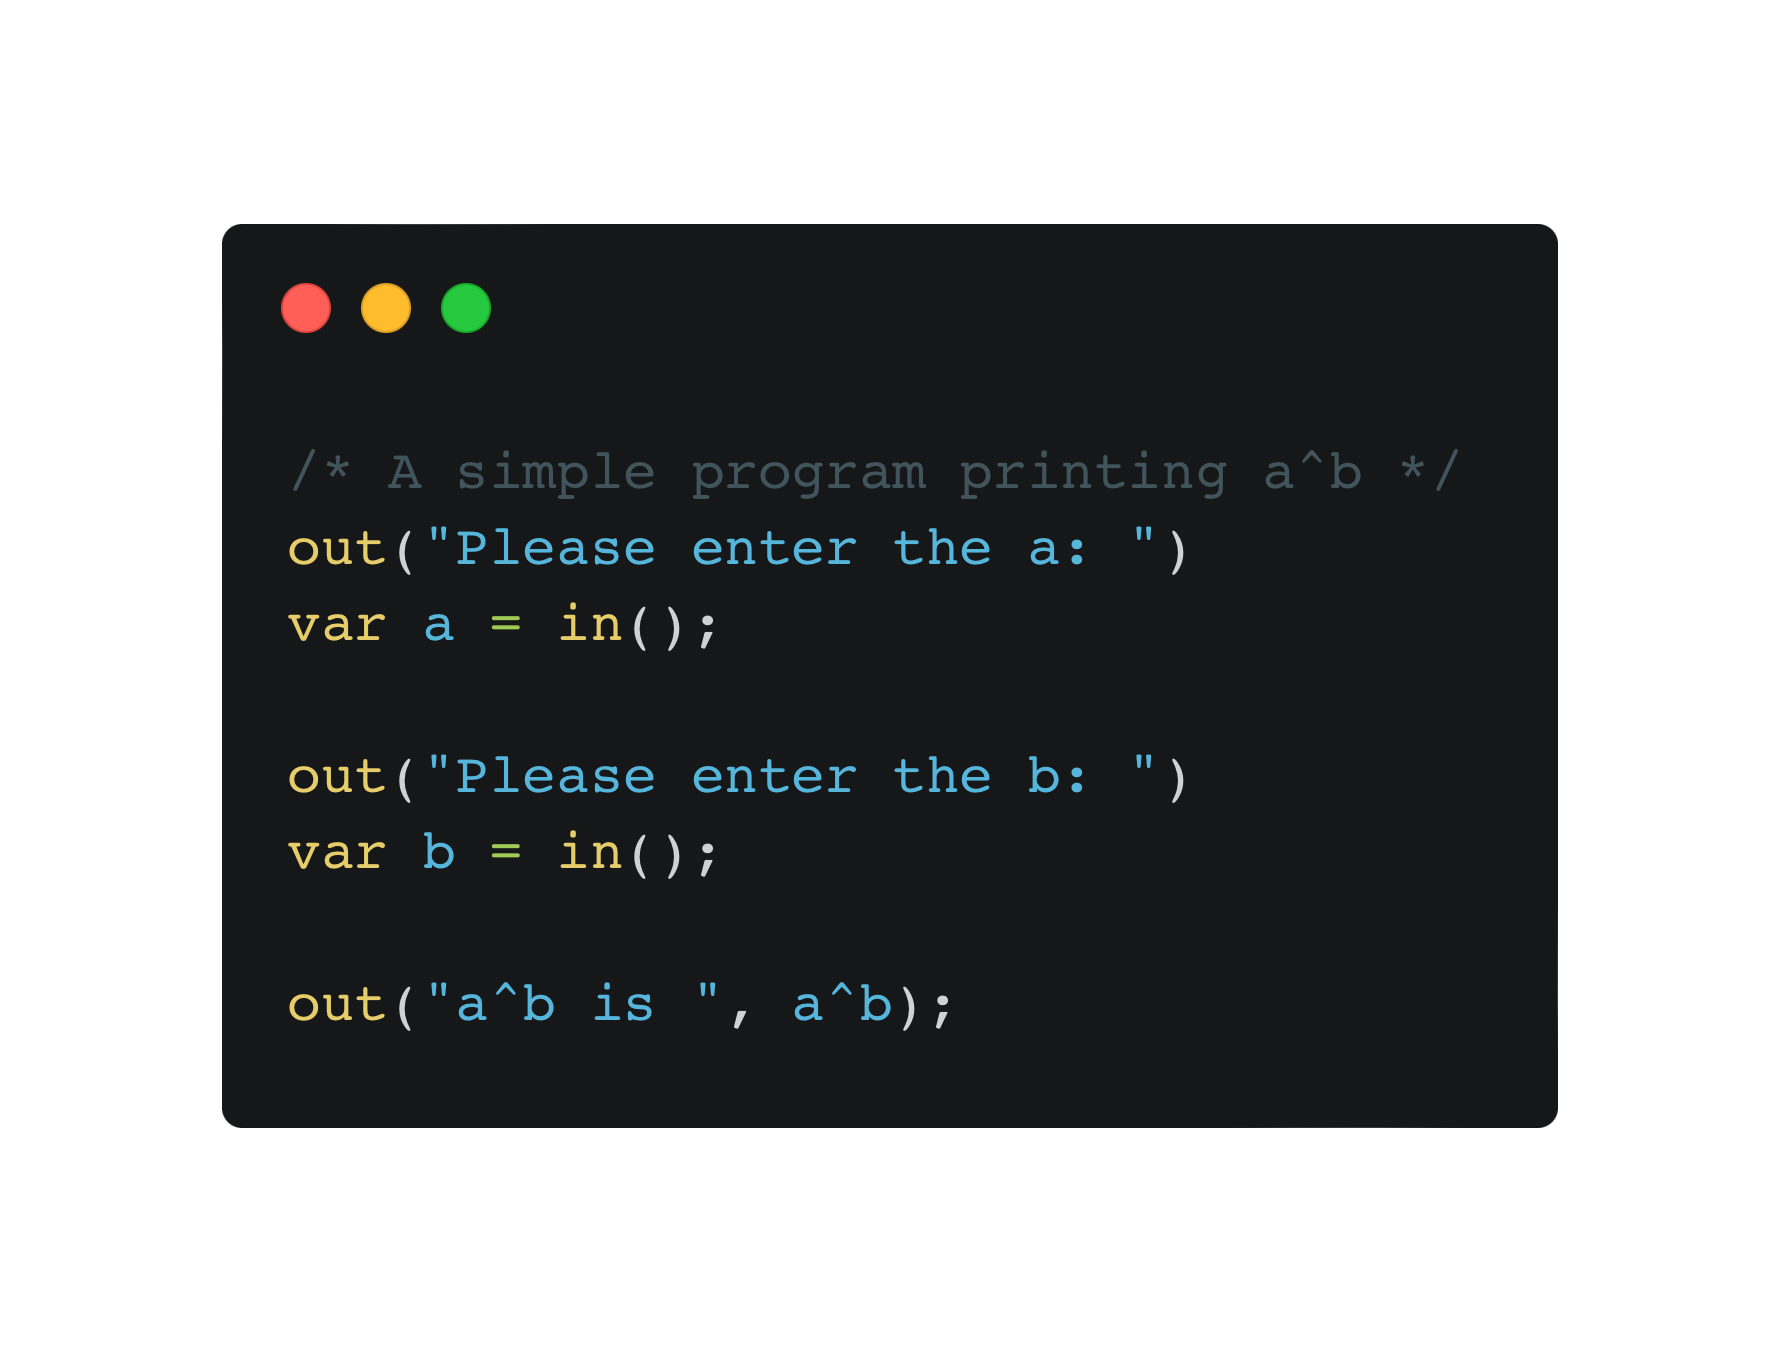 /* A simple program printing a^b */
out("Please enter the a: ")
var a = in();
out("Please enter the b: ")
var b = in();
out("a^b is ", a^b);